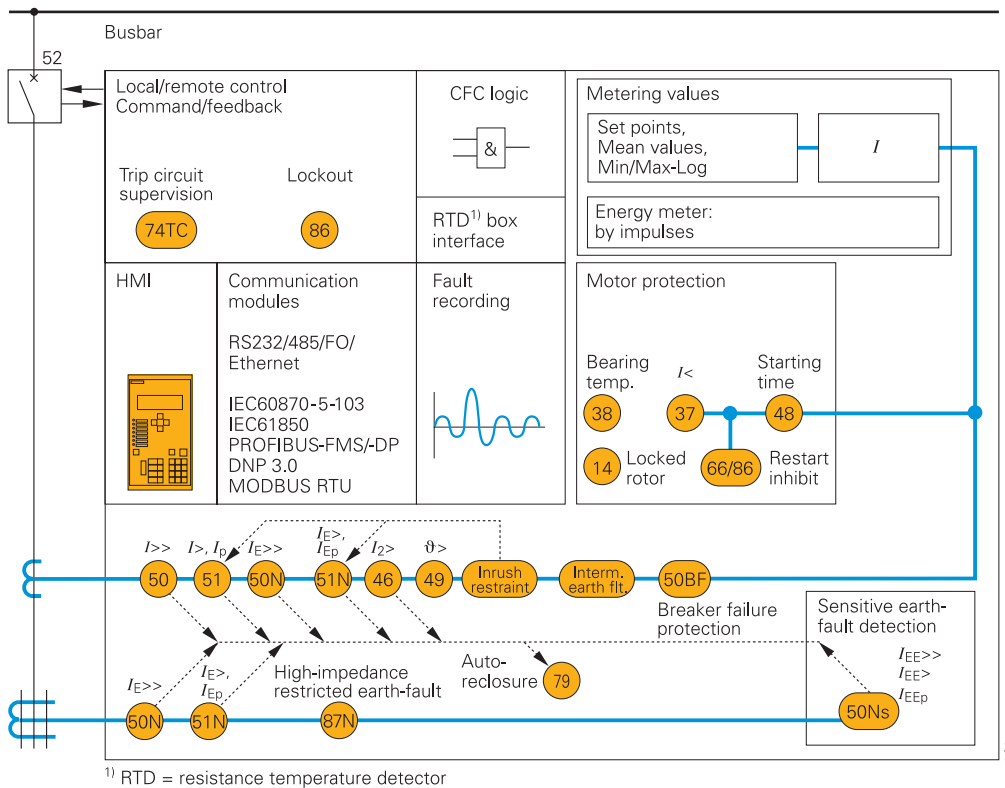 Busbar
52
Local/remote control
Command/feedback
Trip circuit
supervision
74TC
Lockout
86
CFC logic
&
RTD1) box
interface
Metering values
Set points,
Mean values,
Min/Max-Log
I
Energy meter:
by impulses
HMI
Communication
modules
RS232/485/FO/
Ethernet
IEC60870-5-103
IEC61850
PROFIBUS-FMS/-DP
DNP 3.0
MODBUS RTU
Fault
recording
Motor protection
Bearing
temp.
38
I<
37
Starting
time
48
14
Locked
rotor
66/86
Restart
inhibit
I>>
I>, Ip
IE>>
IE>,
IEp
I2>
ϑ>
50
51
50N
51N
46
49
Inrush
restraint
Interm.
earth flt.
50BF
Breaker failure
protection
Sensitive earth-
fault detection
IEE>>
IEE>
IEEp
50Ns
IE>>
IE>,
IEp
High-impedance
restricted earth-fault
Auto-
reclosure
79
50N
51N
87N
1) RTD = resistance temperature detector